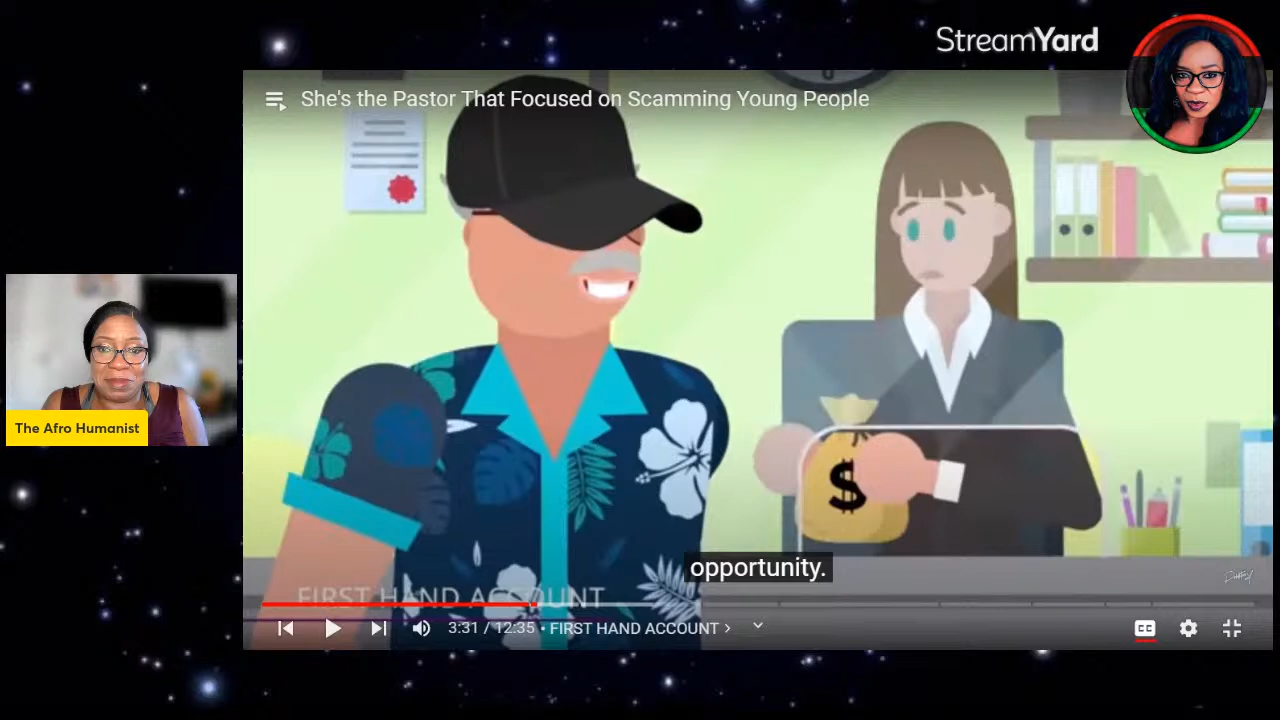 StreamYard
She's the Pastor That Focused on Scamming Young People
$
The Afro Humanist
opportunity.
FIRST HAND ACCOUNT
3:31 / 12:35 • FIRST HAND ACCOUNT >
CC